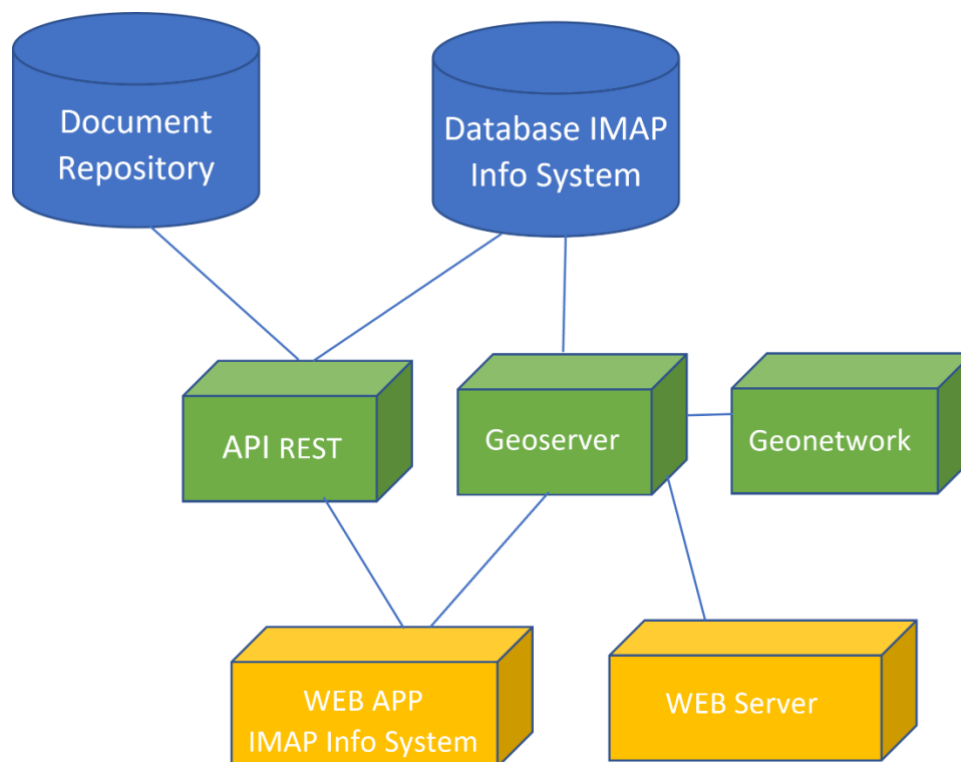 Document
Repository
Database IMAP
Info System
API REST
Geoserver
Geonetwork
WEB APP
IMAP Info System
WEB Server